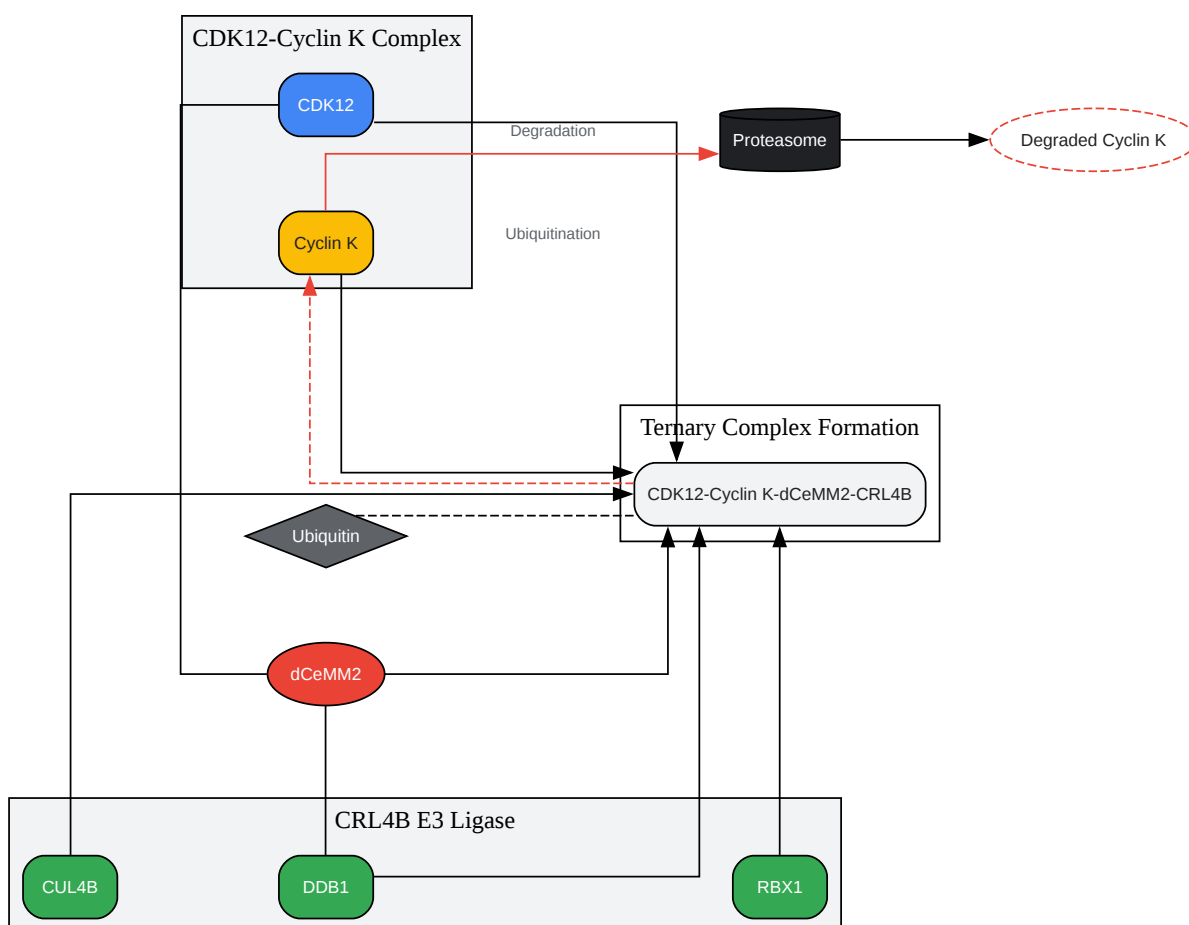 CDK12-Cyclin K Complex
CDK12
Degradation
Proteasome
Degraded Cyclin K
Ubiquitination
Cyclin K
Ternary Complex Formation
CDK12-Cyclin K-dCeMM2-CRL4B
Ubiquitin
dCeMM2
CRL4B E3 Ligase
CUL4B
DDB1
RBX1